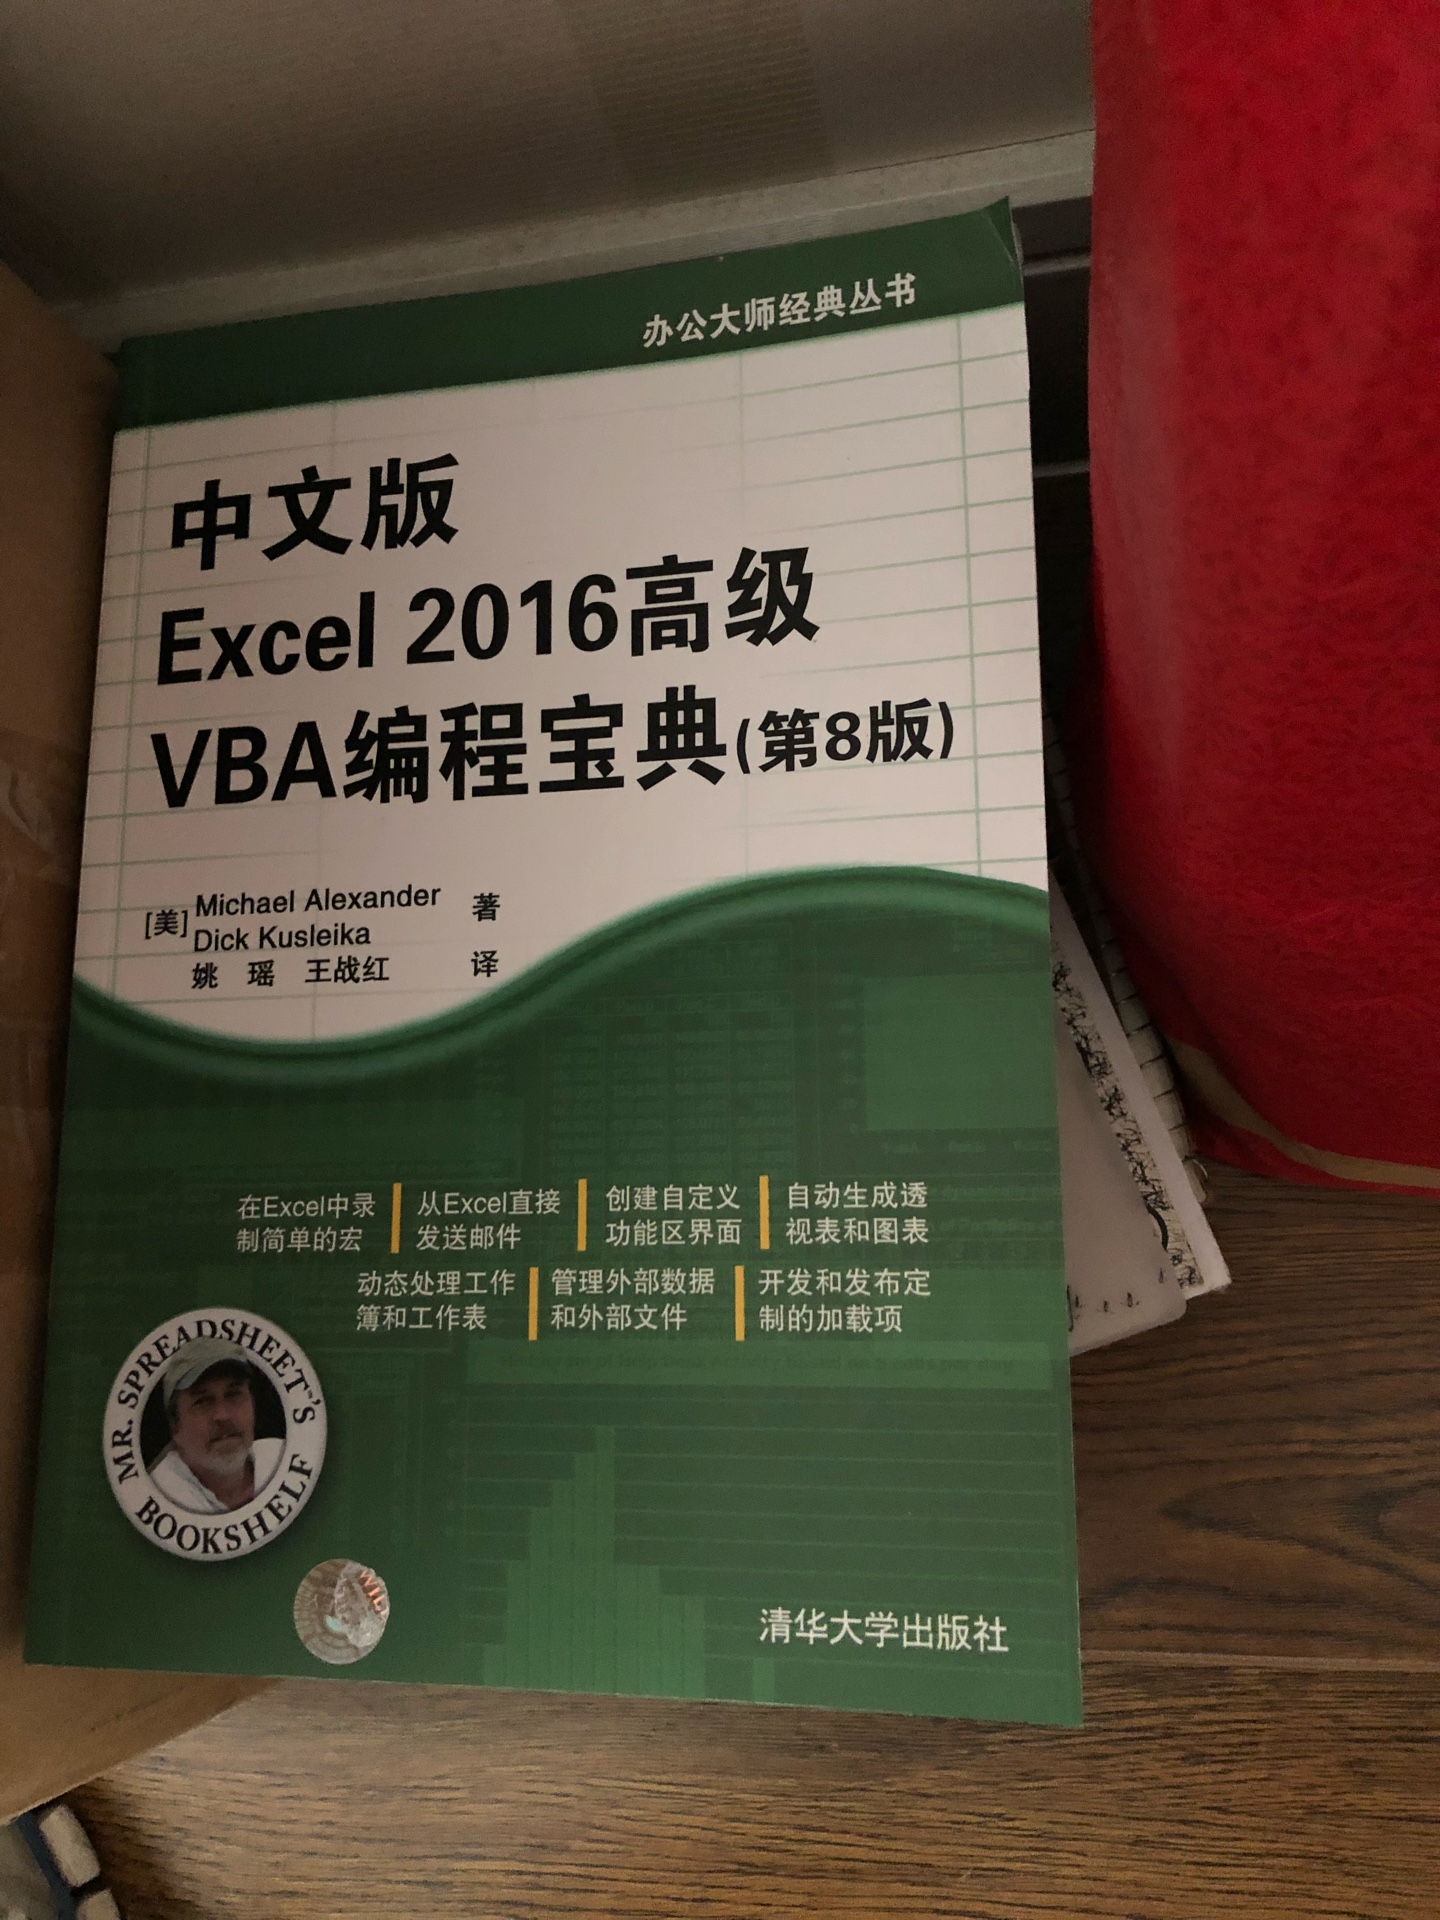 办公大师经典丛书
中文版
Excel 2016高级
VBA编程宝典(第8版)
[美] Michael Alexander 著
Dick Kusleika
姚 瑶 王战红 译
在Excel中录 从Excel直接 创建自定义 自动生成透
制简单的宏 发送邮件 功能区界面 视表和图表
动态处理工作 管理外部数据 开发和发布定
簿和工作表 和外部文件 制的加载项
MR. SPREADSHEET'S
BOOKSHELF
清华大学出版社